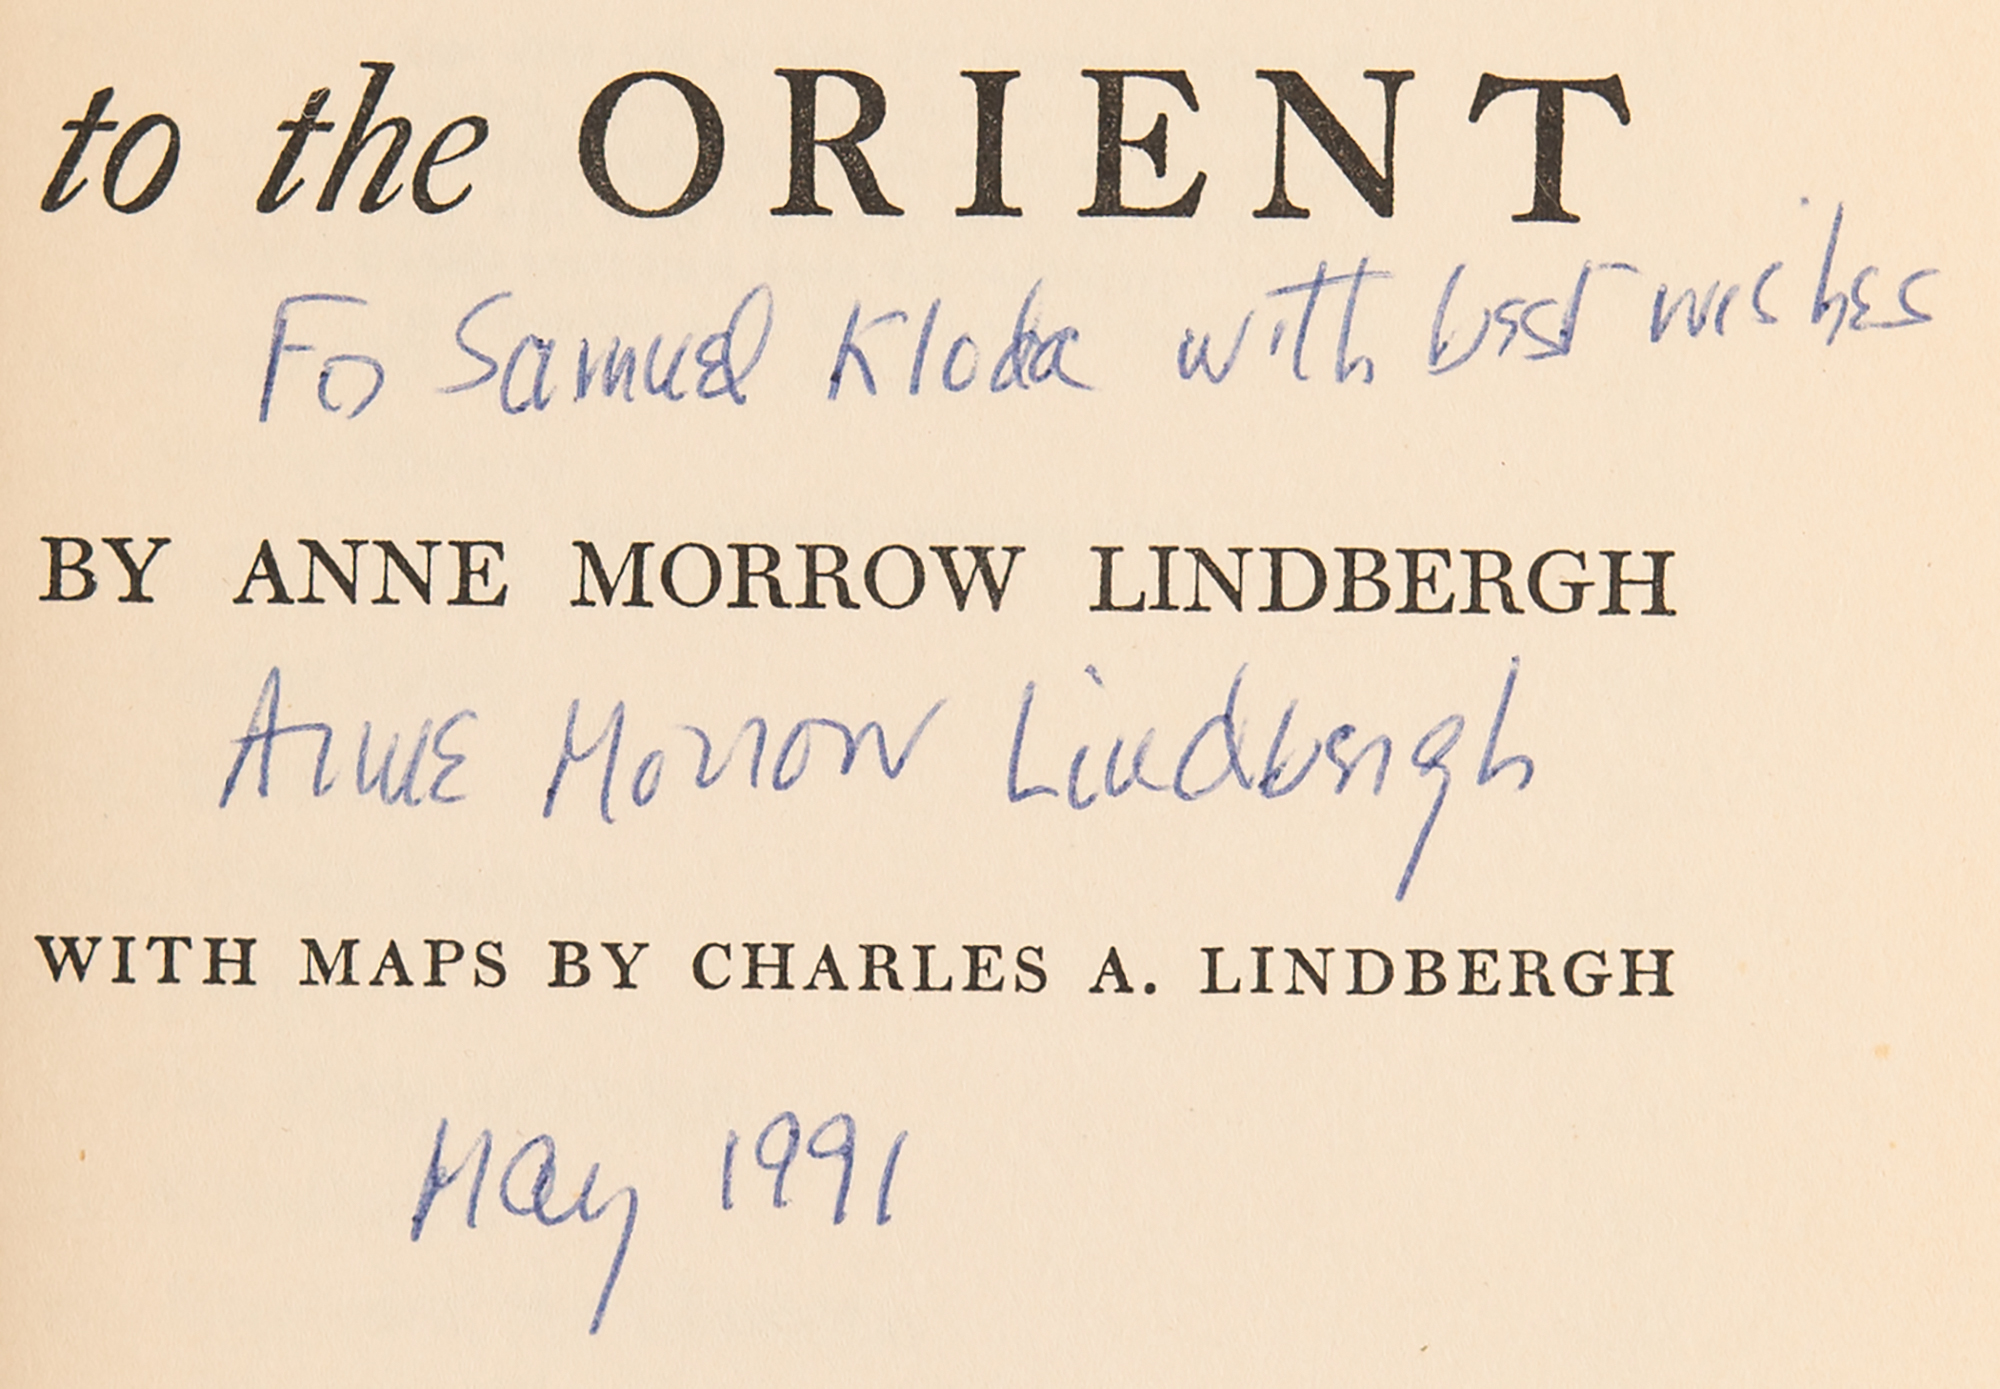 to the ORIENT
Fo Samuel Kloda with best wishes
BY ANNE MORROW LINDBERGH
Anne Morrow Lindbergh
WITH MAPS BY CHARLES A. LINDBERGH
May 1991